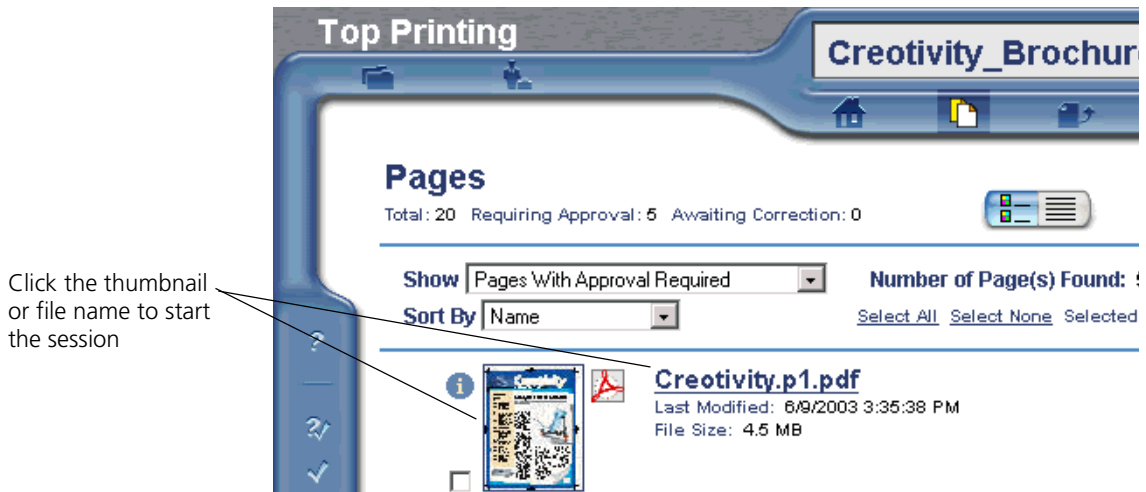 Top Printing
Creotivity_Brochur
Pages
Total: 20 Requiring Approval: 5 Awaiting Correction: 0
Click the thumbnail
or file name to start
the session
Show Pages With Approval Required Number of Page(s) Found:
Sort By Name Select All Select None Selected
?
i Creotivity Creotivity.p1.pdf
Last Modified: 6/9/2003 3:35:38 PM
File Size: 4.5 MB
?